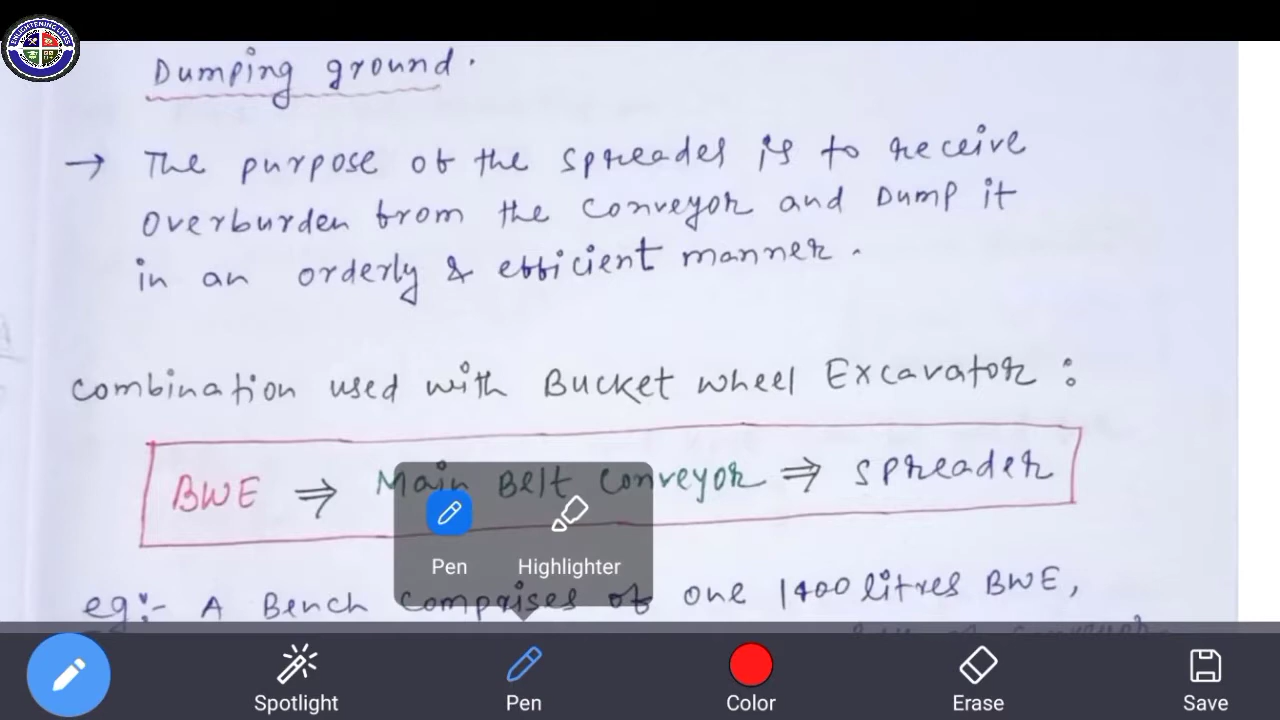 ENLIGHTENING LIVES
Dumping ground.
→ The purpose of the spreader is to receive
overburden from the conveyor and Dump it
in an orderly & efficient manner.
Combination used with Bucket wheel Excavator :
BWE ⇒ Main Belt Conveyor ⇒ Spreader
Pen Highlighter
eg:- A Bench comprises of one 1400 litres BWE,
Spotlight Pen Color Erase Save